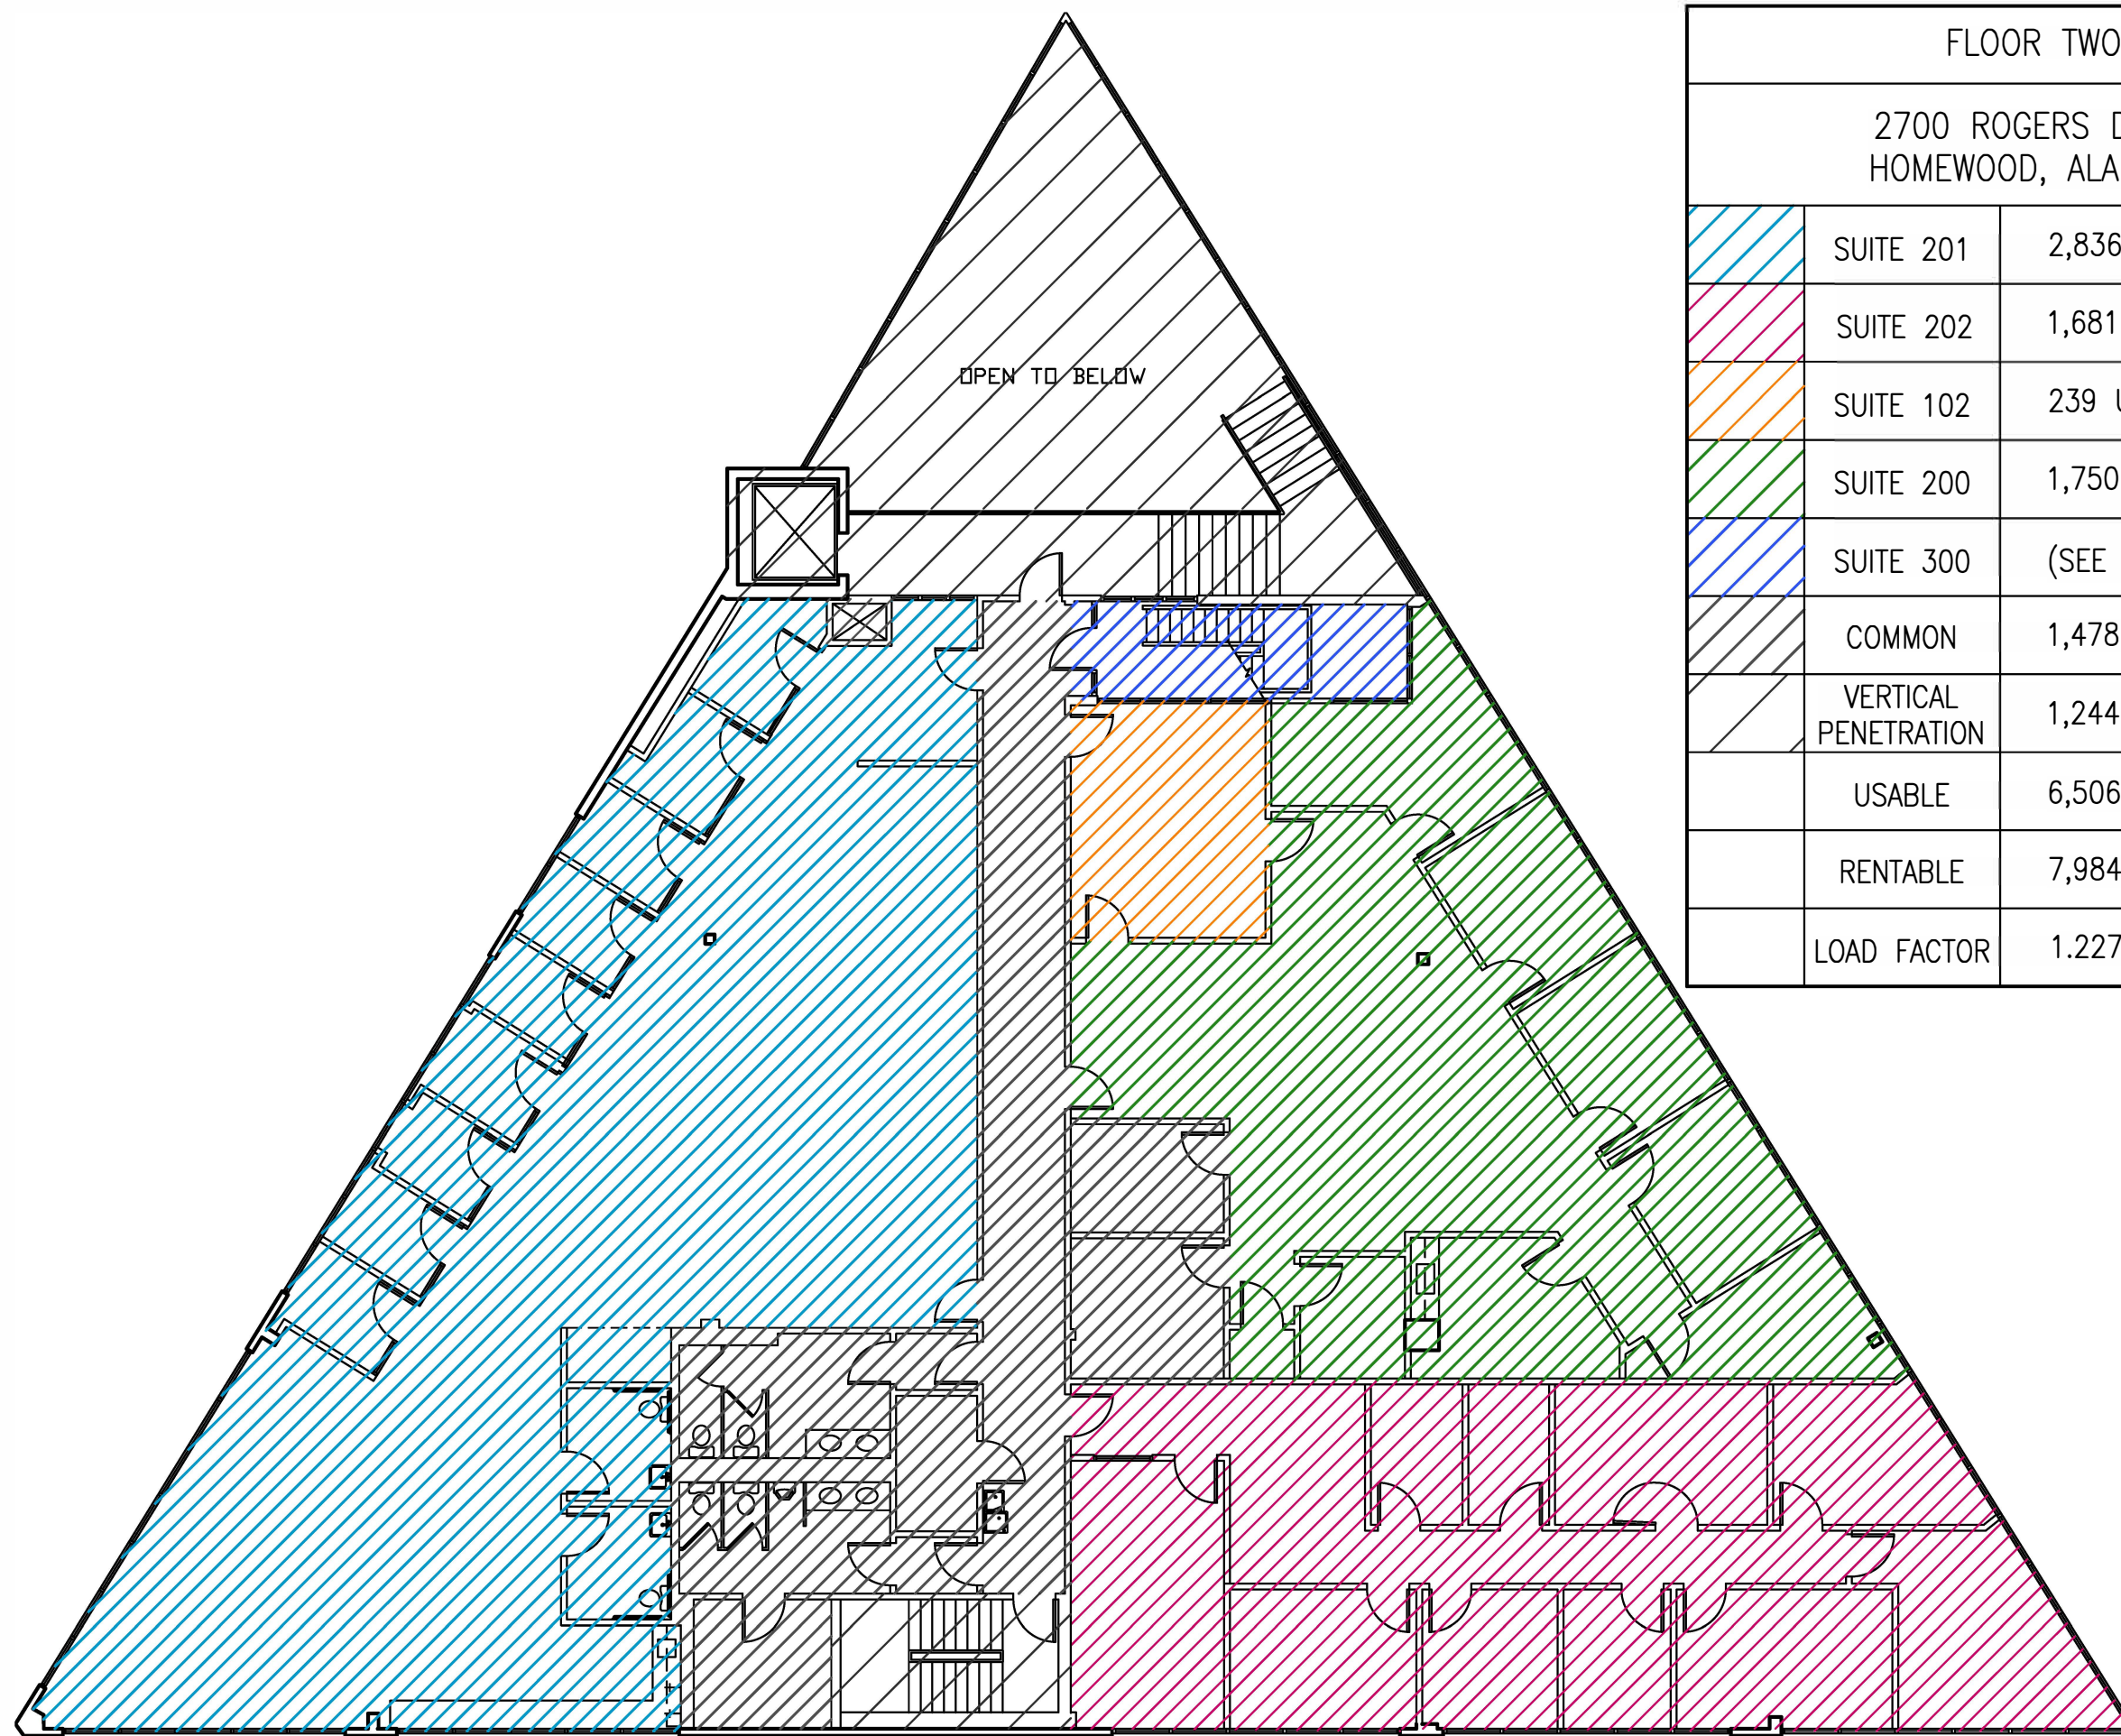 FLOOR TWO
2700 ROGERS
HOMEWOOD, ALA
SUITE 201 2,836
SUITE 202 1,681
SUITE 102 239
SUITE 200 1,750
SUITE 300 (SEE
COMMON 1,478
VERTICAL
PENETRATION 1,244
USABLE 6,506
RENTABLE 7,984
LOAD FACTOR 1.227
OPEN TO BELOW